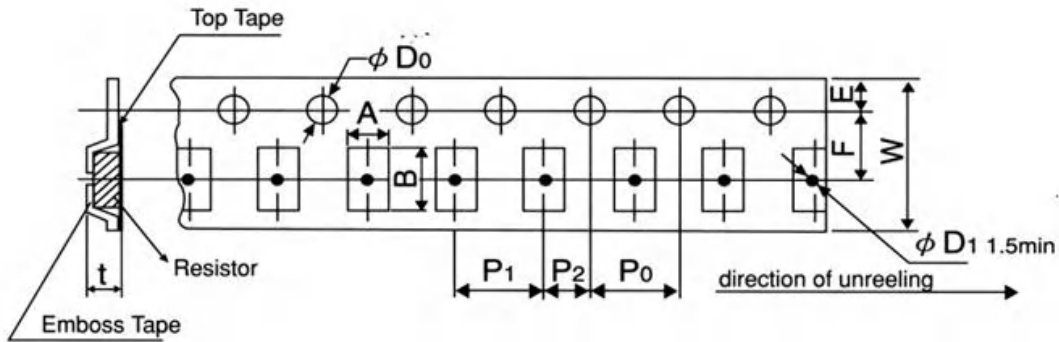 Top Tape
φ D0
A
B
E
F
W
t
Resistor
Emboss Tape
P1
P2
P0
φ D1 1.5min
direction of unreeling